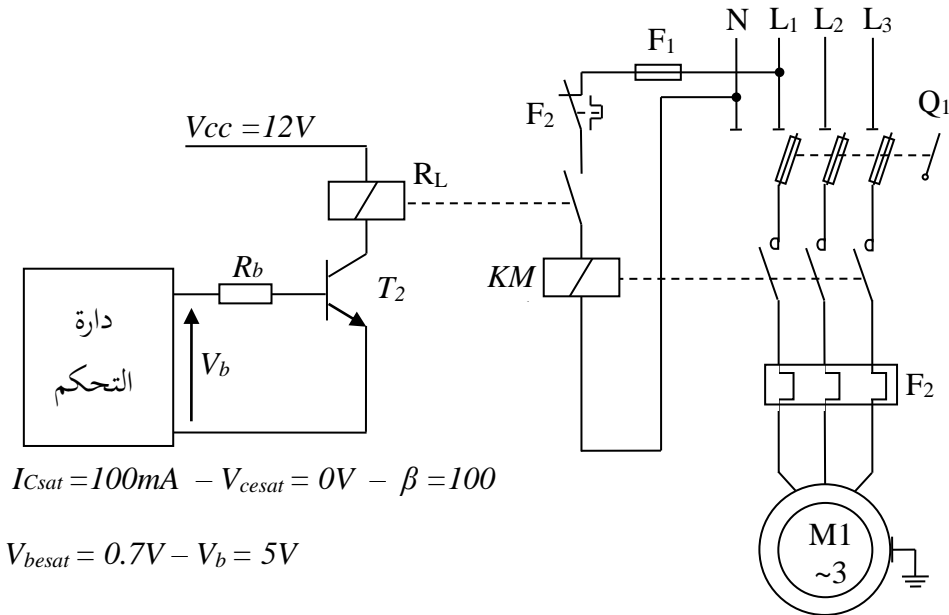 N L₁ L₂ L₃
F₁
F₂
Q₁
Vcc =12V
R_L
R_b
T₂
KM
دارة
التحكم
V_b
F₂
I_Csat =100mA – V_cesat = 0V – β =100
V_besat = 0.7V – V_b = 5V
M1
~3